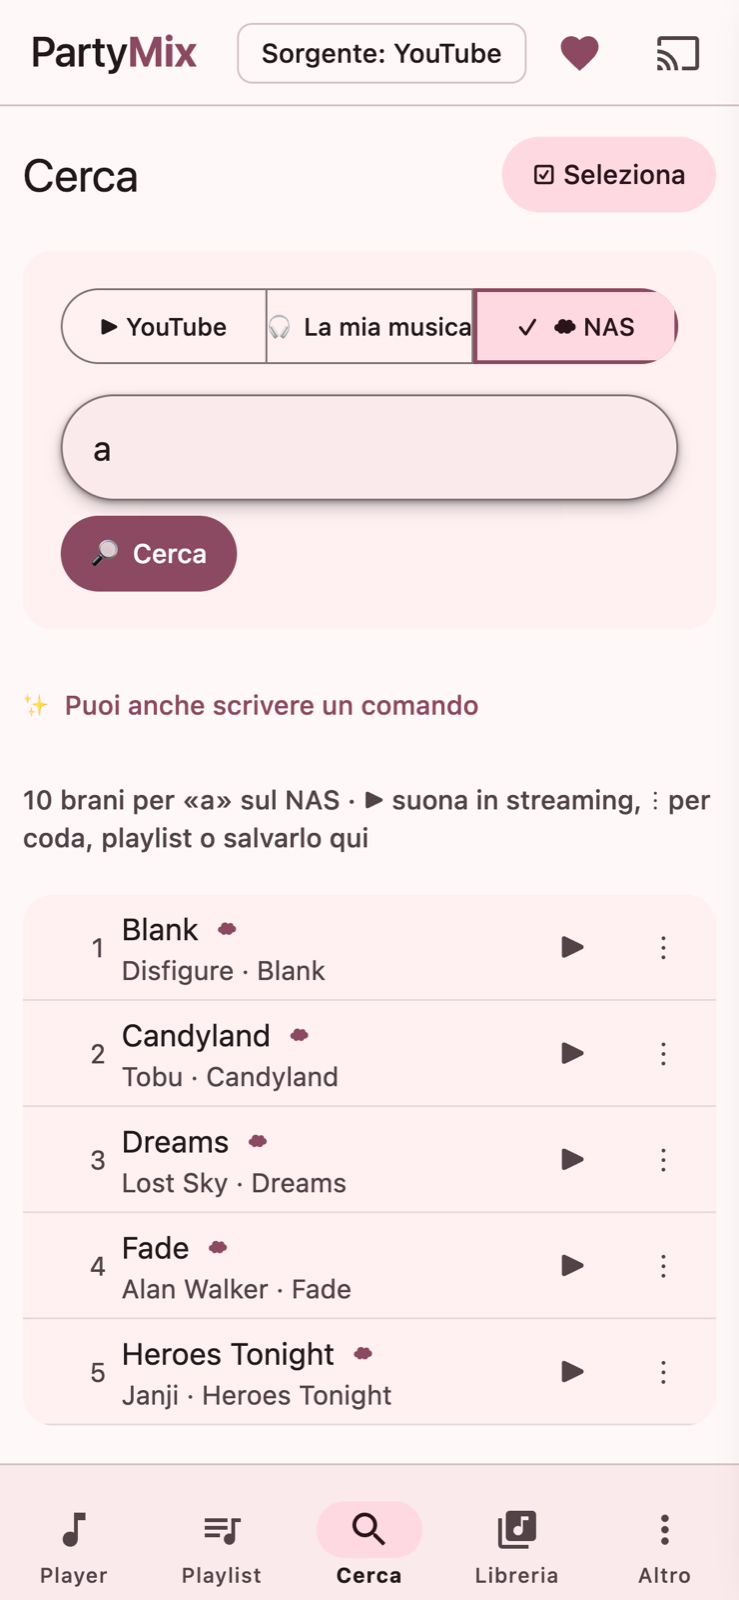 PartyMix
Sorgente: YouTube
Cerca
Seleziona
YouTube
La mia musica
NAS
a
Cerca
Puoi anche scrivere un comando
10 brani per «a» sul NAS · ▶ suona in streaming, ⋮ per
coda, playlist o salvarlo qui
1
Blank
Disfigure · Blank
2
Candyland
Tobu · Candyland
3
Dreams
Lost Sky · Dreams
4
Fade
Alan Walker · Fade
5
Heroes Tonight
Janji · Heroes Tonight
Player
Playlist
Cerca
Libreria
Altro